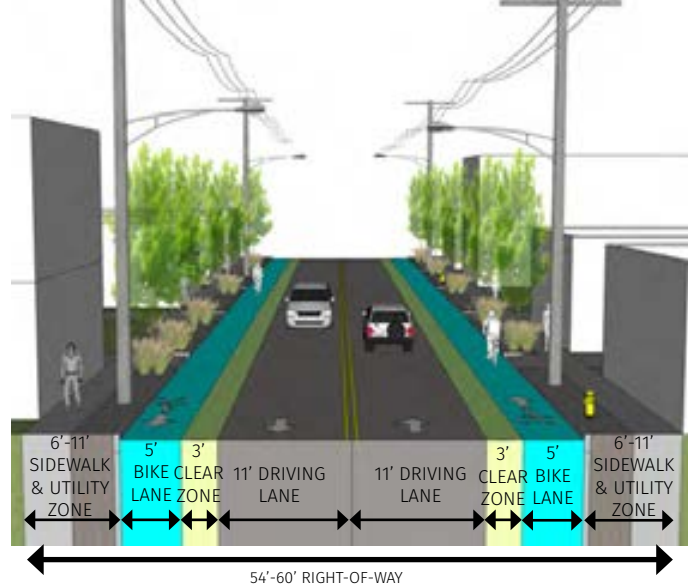 6'-11'
SIDEWALK
& UTILITY
ZONE
5'
BIKE
LANE
3'
CLEAR
ZONE
11' DRIVING
LANE
11' DRIVING
LANE
3'
CLEAR
ZONE
5'
BIKE
LANE
6'-11'
SIDEWALK
& UTILITY
ZONE
54'-60' RIGHT-OF-WAY